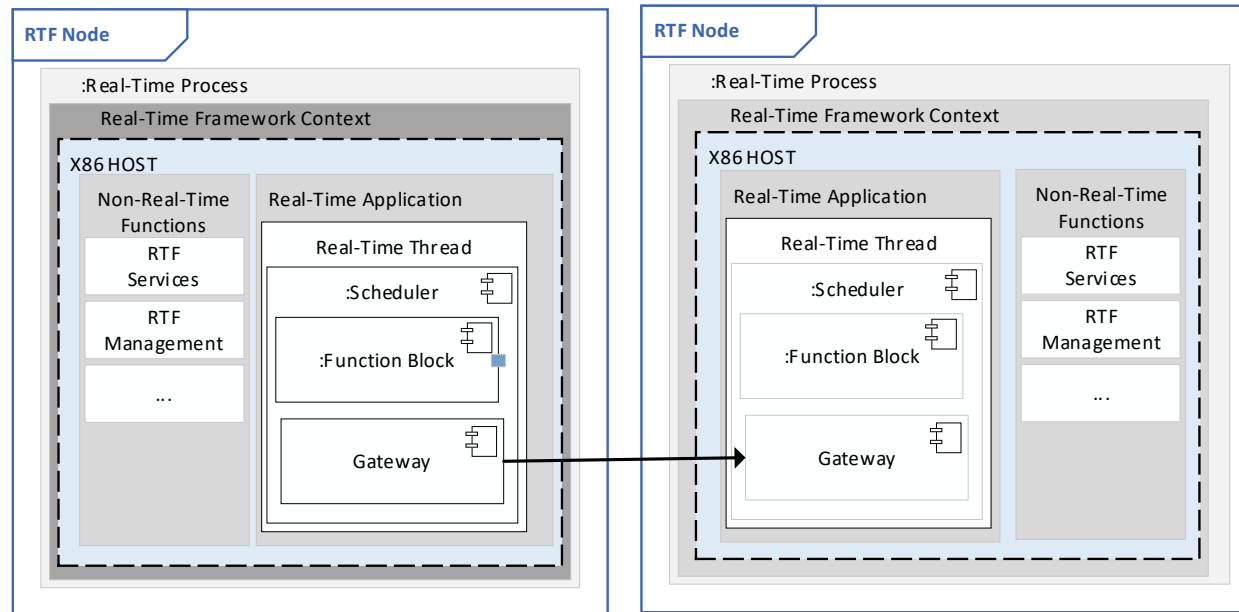 RTF Node
:Real-Time Process
Real-Time Framework Context
X86 HOST
Non-Real-Time
Functions
RTF
Services
RTF
Management
...
Real-Time Application
Real-Time Thread
:Scheduler
:Function Block
Gateway
RTF Node
:Real-Time Process
Real-Time Framework Context
X86 HOST
Real-Time Application
Real-Time Thread
:Scheduler
:Function Block
Gateway
Non-Real-Time
Functions
RTF
Services
RTF
Management
...